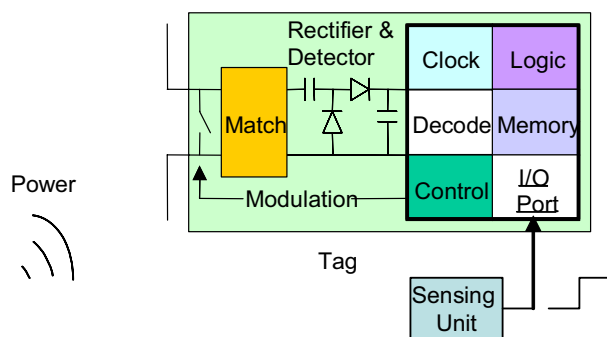 Rectifier &
Detector
Clock
Logic
Match
Decode
Memory
Power
Modulation
Control
I/O
Port
Tag
Sensing
Unit